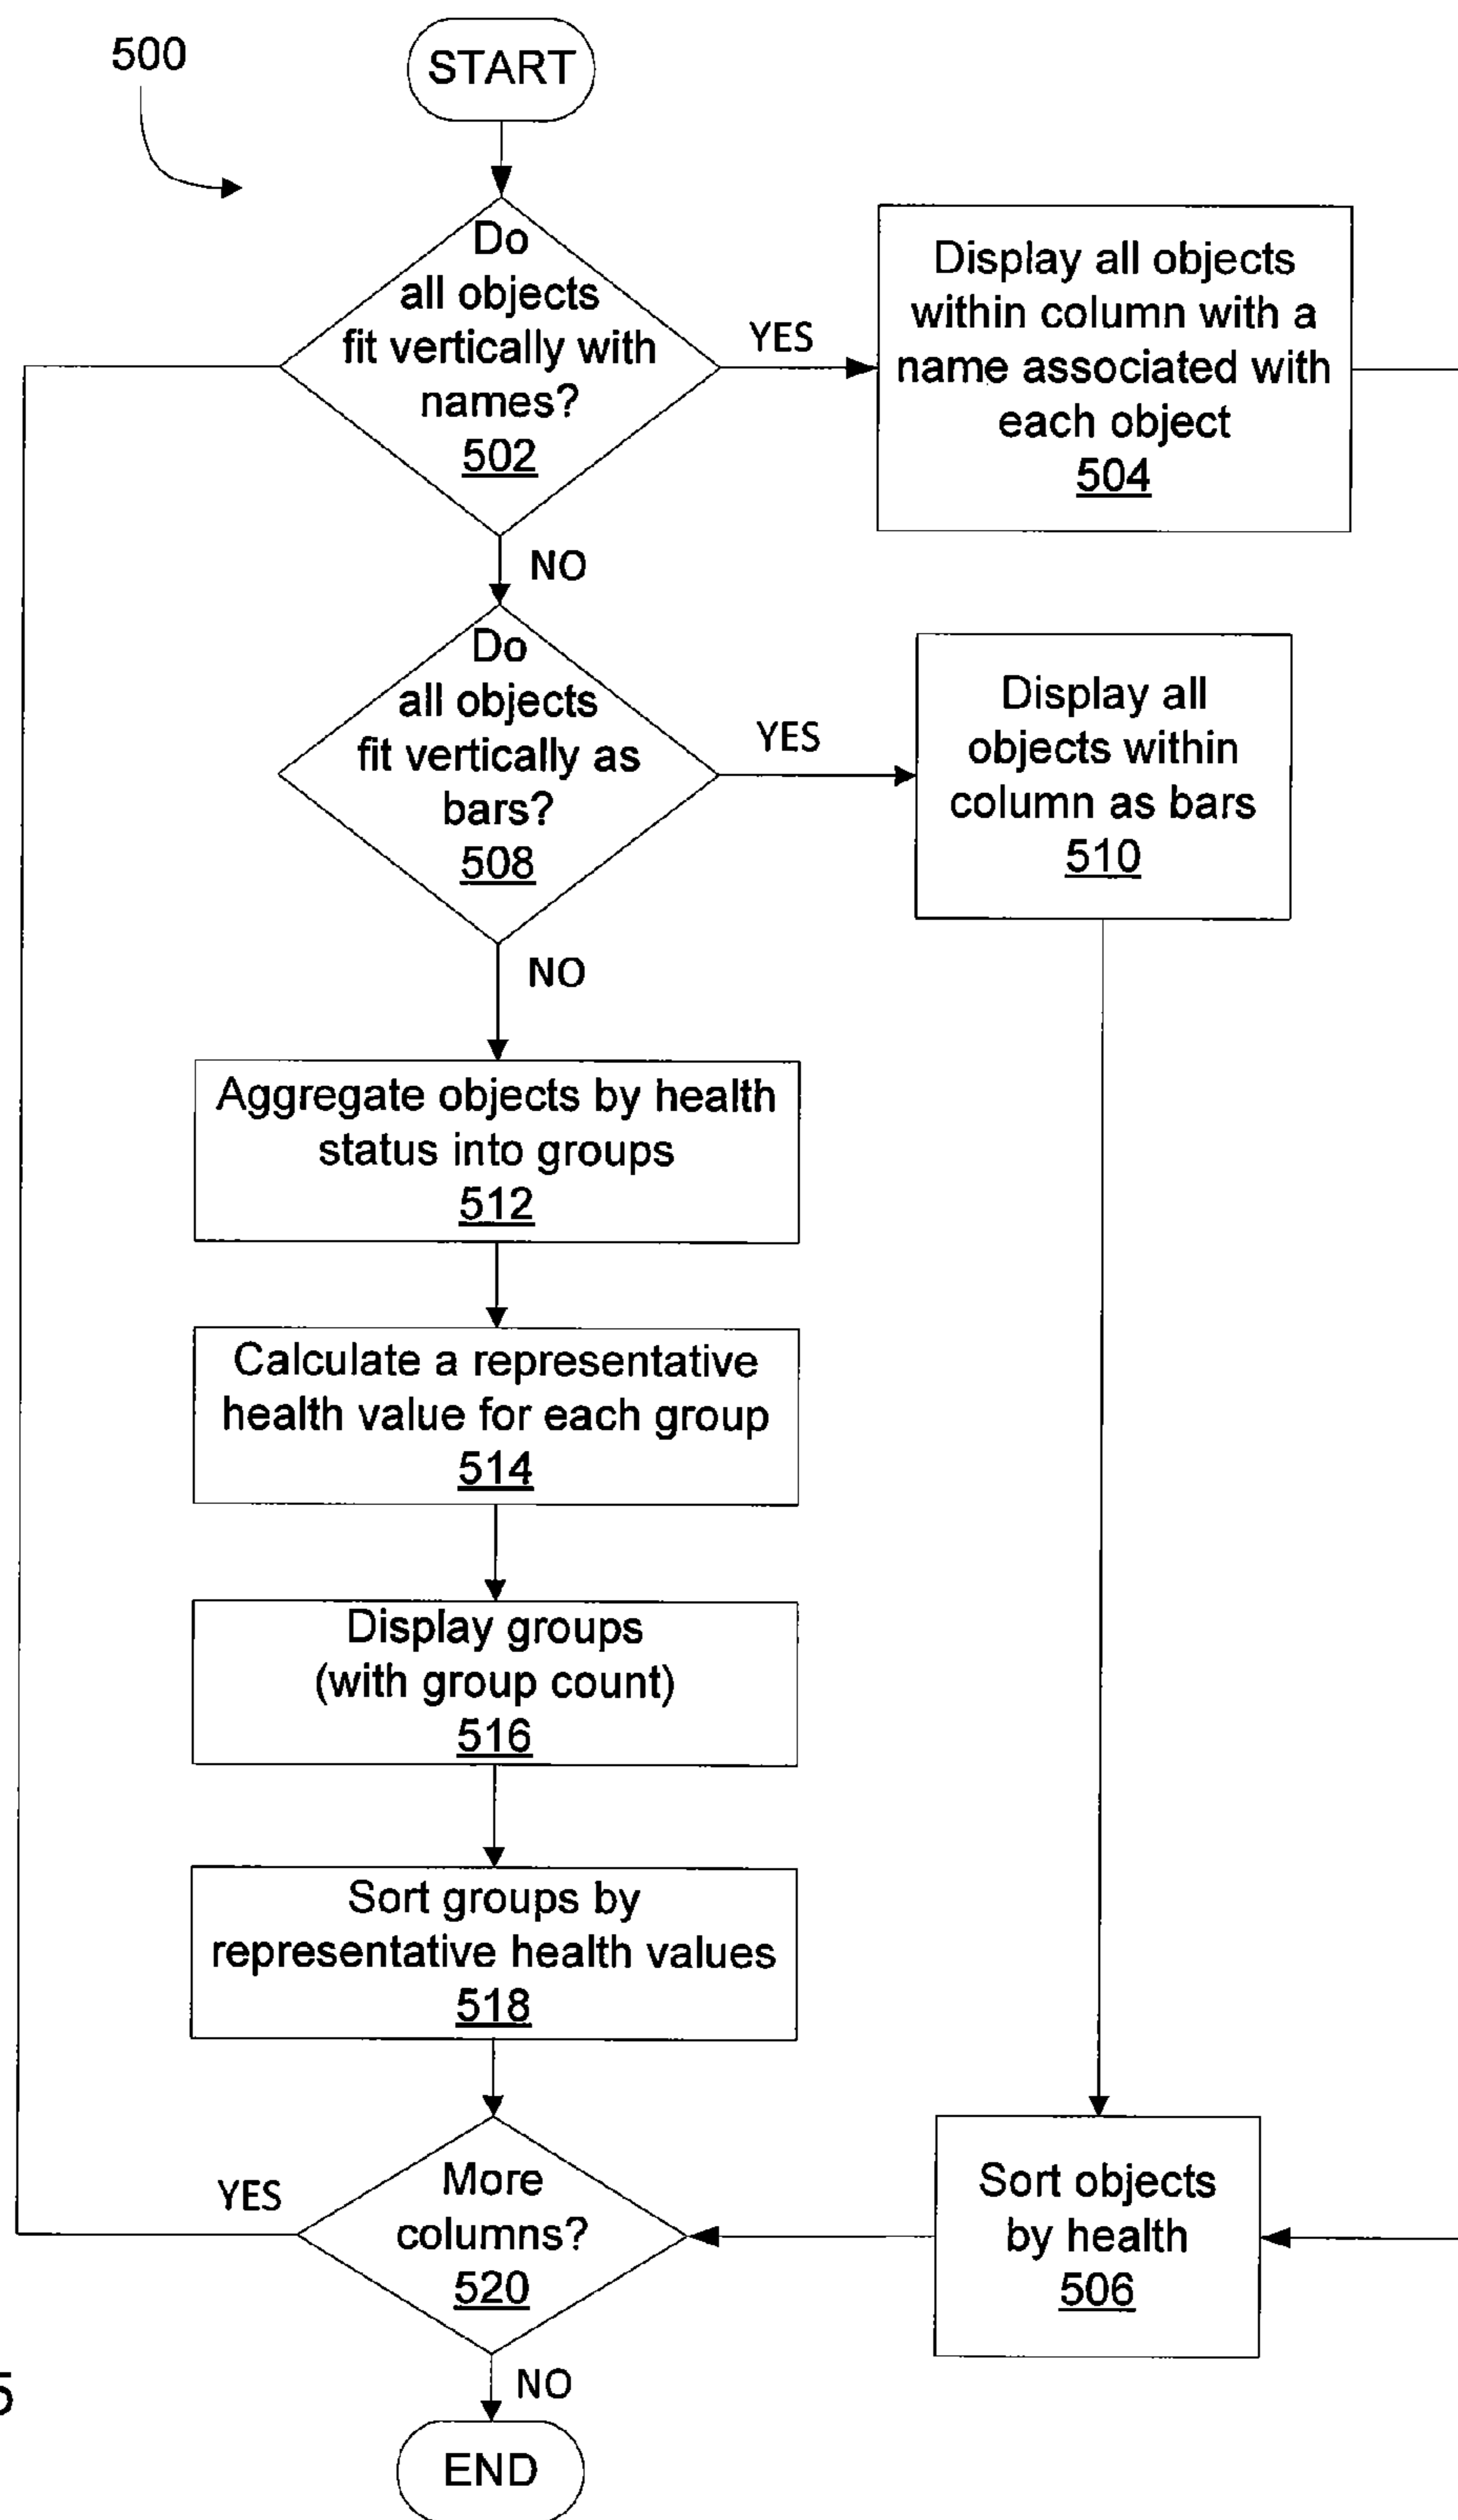 500
START
Do
all objects
fit vertically with
names?
502
YES
Display all objects
within column with a
name associated with
each object
504
NO
Do
all objects
fit vertically as
bars?
508
YES
Display all
objects within
column as bars
510
NO
Aggregate objects by health
status into groups
512
Calculate a representative
health value for each group
514
Display groups
(with group count)
516
Sort groups by
representative health values
518
YES
More
columns?
520
Sort objects
by health
506
NO
5
END